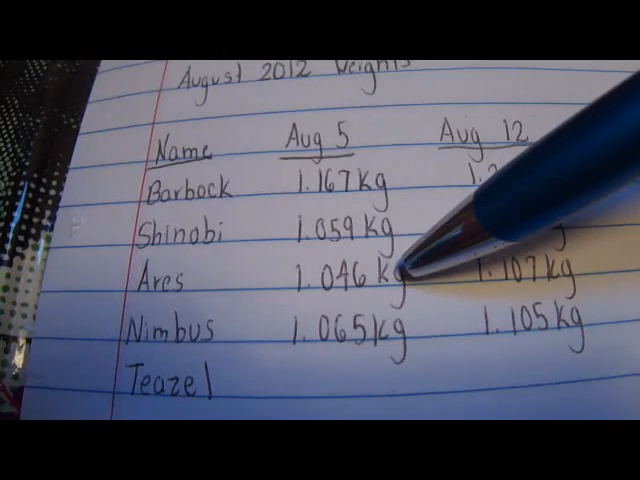 August 2012 Weights
Name Aug 5 Aug 12
Barbock 1.167kg
Shinobi 1.059kg
Ares 1.046kg 1.107kg
Nimbus 1.065kg 1.105kg
Teazel